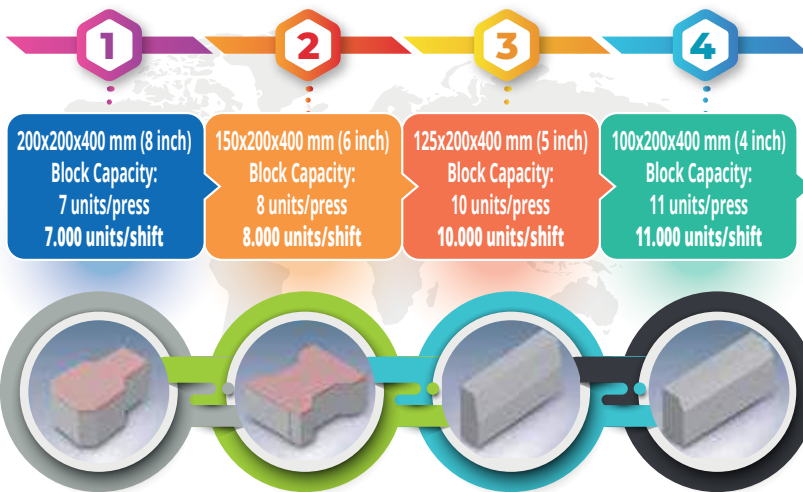 1
2
3
4
200x200x400 mm (8 inch)
Block Capacity:
7 units/press
7.000 units/shift
150x200x400 mm (6 inch)
Block Capacity:
8 units/press
8.000 units/shift
125x200x400 mm (5 inch)
Block Capacity:
10 units/press
10.000 units/shift
100x200x400 mm (4 inch)
Block Capacity:
11 units/press
11.000 units/shift